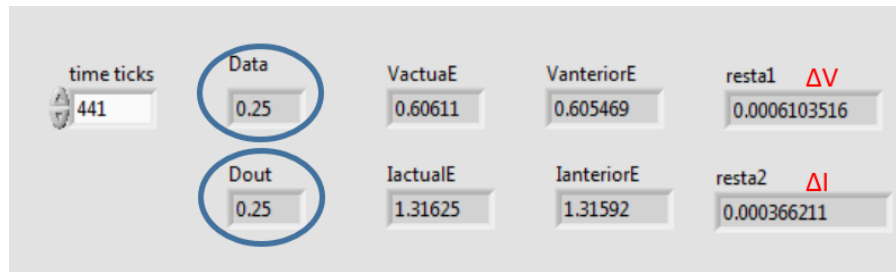 time ticks
441
Data
0.25
VactuaE
0.60611
VanteriorE
0.605469
resta1 ΔV
0.0006103516
Dout
0.25
IactualE
1.31625
IanteriorE
1.31592
resta2 ΔI
0.000366211